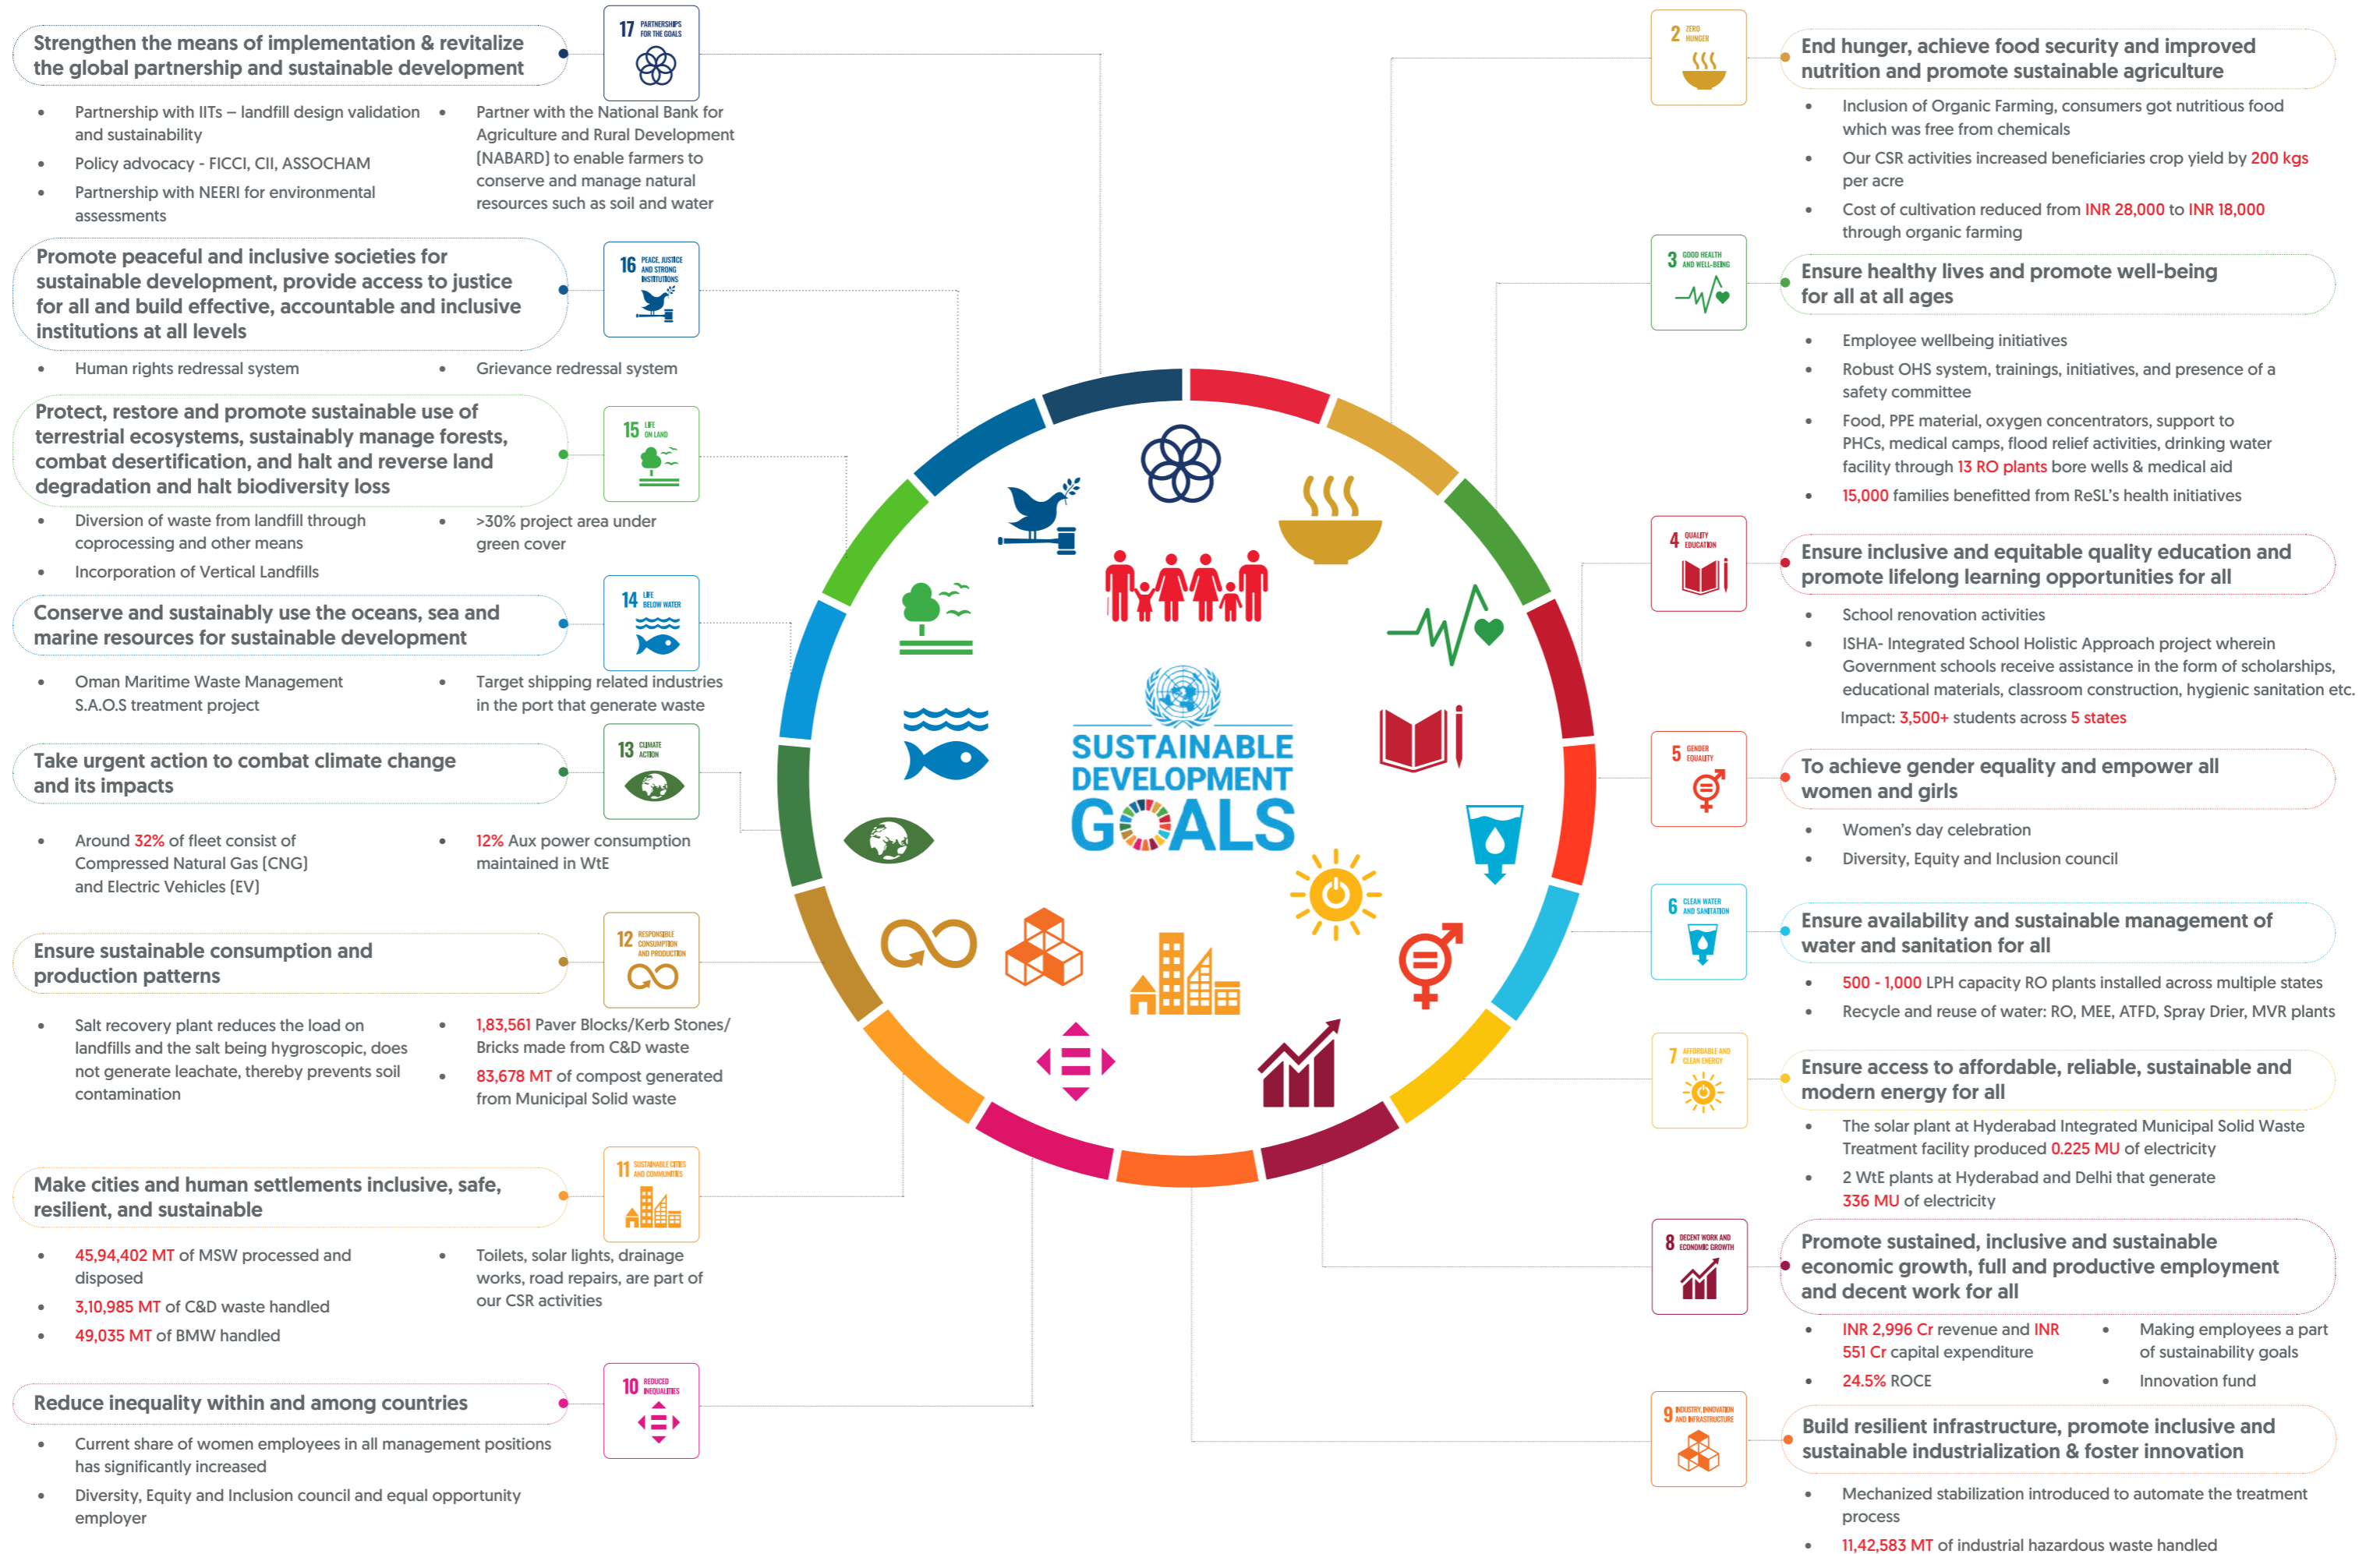 Strengthen the means of implementation & revitalize
the global partnership and sustainable development
17 PARTNERSHIPS
FOR THE GOALS
• Partnership with IITs – landfill design validation
and sustainability
• Policy advocacy - FICCI, CII, ASSOCHAM
• Partnership with NEERI for environmental
assessments
• Partner with the National Bank for
Agriculture and Rural Development
(NABARD) to enable farmers to
conserve and manage natural
resources such as soil and water
Promote peaceful and inclusive societies for
sustainable development, provide access to justice
for all and build effective, accountable and inclusive
institutions at all levels
16 PEACE, JUSTICE
AND STRONG
INSTITUTIONS
• Human rights redressal system
• Grievance redressal system
Protect, restore and promote sustainable use of
terrestrial ecosystems, sustainably manage forests,
combat desertification, and halt and reverse land
degradation and halt biodiversity loss
15 LIFE
ON LAND
• Diversion of waste from landfill through
coprocessing and other means
• Incorporation of Vertical Landfills
• >30% project area under
green cover
Conserve and sustainably use the oceans, sea and
marine resources for sustainable development
14 LIFE
BELOW WATER
• Oman Maritime Waste Management
S.A.O.S treatment project
• Target shipping related industries
in the port that generate waste
Take urgent action to combat climate change
and its impacts
13 CLIMATE
ACTION
• Around 32% of fleet consist of
Compressed Natural Gas (CNG)
and Electric Vehicles (EV)
• 12% Aux power consumption
maintained in WtE
Ensure sustainable consumption and
production patterns
12 RESPONSIBLE
CONSUMPTION
AND PRODUCTION
• Salt recovery plant reduces the load on
landfills and the salt being hygroscopic, does
not generate leachate, thereby prevents soil
contamination
• 1,83,561 Paver Blocks/Kerb Stones/
Bricks made from C&D waste
• 83,678 MT of compost generated
from Municipal Solid waste
Make cities and human settlements inclusive, safe,
resilient, and sustainable
11 SUSTAINABLE CITIES
AND COMMUNITIES
• 45,94,402 MT of MSW processed and
disposed
• 3,10,985 MT of C&D waste handled
• 49,035 MT of BMW handled
• Toilets, solar lights, drainage
works, road repairs, are part of
our CSR activities
Reduce inequality within and among countries
10 REDUCED
INEQUALITIES
• Current share of women employees in all management positions
has significantly increased
• Diversity, Equity and Inclusion council and equal opportunity
employer
SUSTAINABLE
DEVELOPMENT
GOALS
2 ZERO
HUNGER
End hunger, achieve food security and improved
nutrition and promote sustainable agriculture
• Inclusion of Organic Farming, consumers got nutritious food
which was free from chemicals
• Our CSR activities increased beneficiaries crop yield by 200 kgs
per acre
• Cost of cultivation reduced from INR 28,000 to INR 18,000
through organic farming
3 GOOD HEALTH
AND WELL-BEING
Ensure healthy lives and promote well-being
for all at all ages
• Employee wellbeing initiatives
• Robust OHS system, trainings, initiatives, and presence of a
safety committee
• Food, PPE material, oxygen concentrators, support to
PHCs, medical camps, flood relief activities, drinking water
facility through 13 RO plants bore wells & medical aid
• 15,000 families benefitted from ReSL's health initiatives
4 QUALITY
EDUCATION
Ensure inclusive and equitable quality education and
promote lifelong learning opportunities for all
• School renovation activities
• ISHA- Integrated School Holistic Approach project wherein
Government schools receive assistance in the form of scholarships,
educational materials, classroom construction, hygienic sanitation etc.
Impact: 3,500+ students across 5 states
5 GENDER
EQUALITY
To achieve gender equality and empower all
women and girls
• Women's day celebration
• Diversity, Equity and Inclusion council
6 CLEAN WATER
AND SANITATION
Ensure availability and sustainable management of
water and sanitation for all
• 500 - 1,000 LPH capacity RO plants installed across multiple states
• Recycle and reuse of water: RO, MEE, ATFD, Spray Drier, MVR plants
7 AFFORDABLE AND
CLEAN ENERGY
Ensure access to affordable, reliable, sustainable and
modern energy for all
• The solar plant at Hyderabad Integrated Municipal Solid Waste
Treatment facility produced 0.225 MU of electricity
• 2 WtE plants at Hyderabad and Delhi that generate
336 MU of electricity
8 DECENT WORK AND
ECONOMIC GROWTH
Promote sustained, inclusive and sustainable
economic growth, full and productive employment
and decent work for all
• INR 2,996 Cr revenue and INR
551 Cr capital expenditure
• 24.5% ROCE
• Making employees a part
of sustainability goals
• Innovation fund
9 INDUSTRY, INNOVATION
AND INFRASTRUCTURE
Build resilient infrastructure, promote inclusive and
sustainable industrialization & foster innovation
• Mechanized stabilization introduced to automate the treatment
process
• 11,42,583 MT of industrial hazardous waste handled